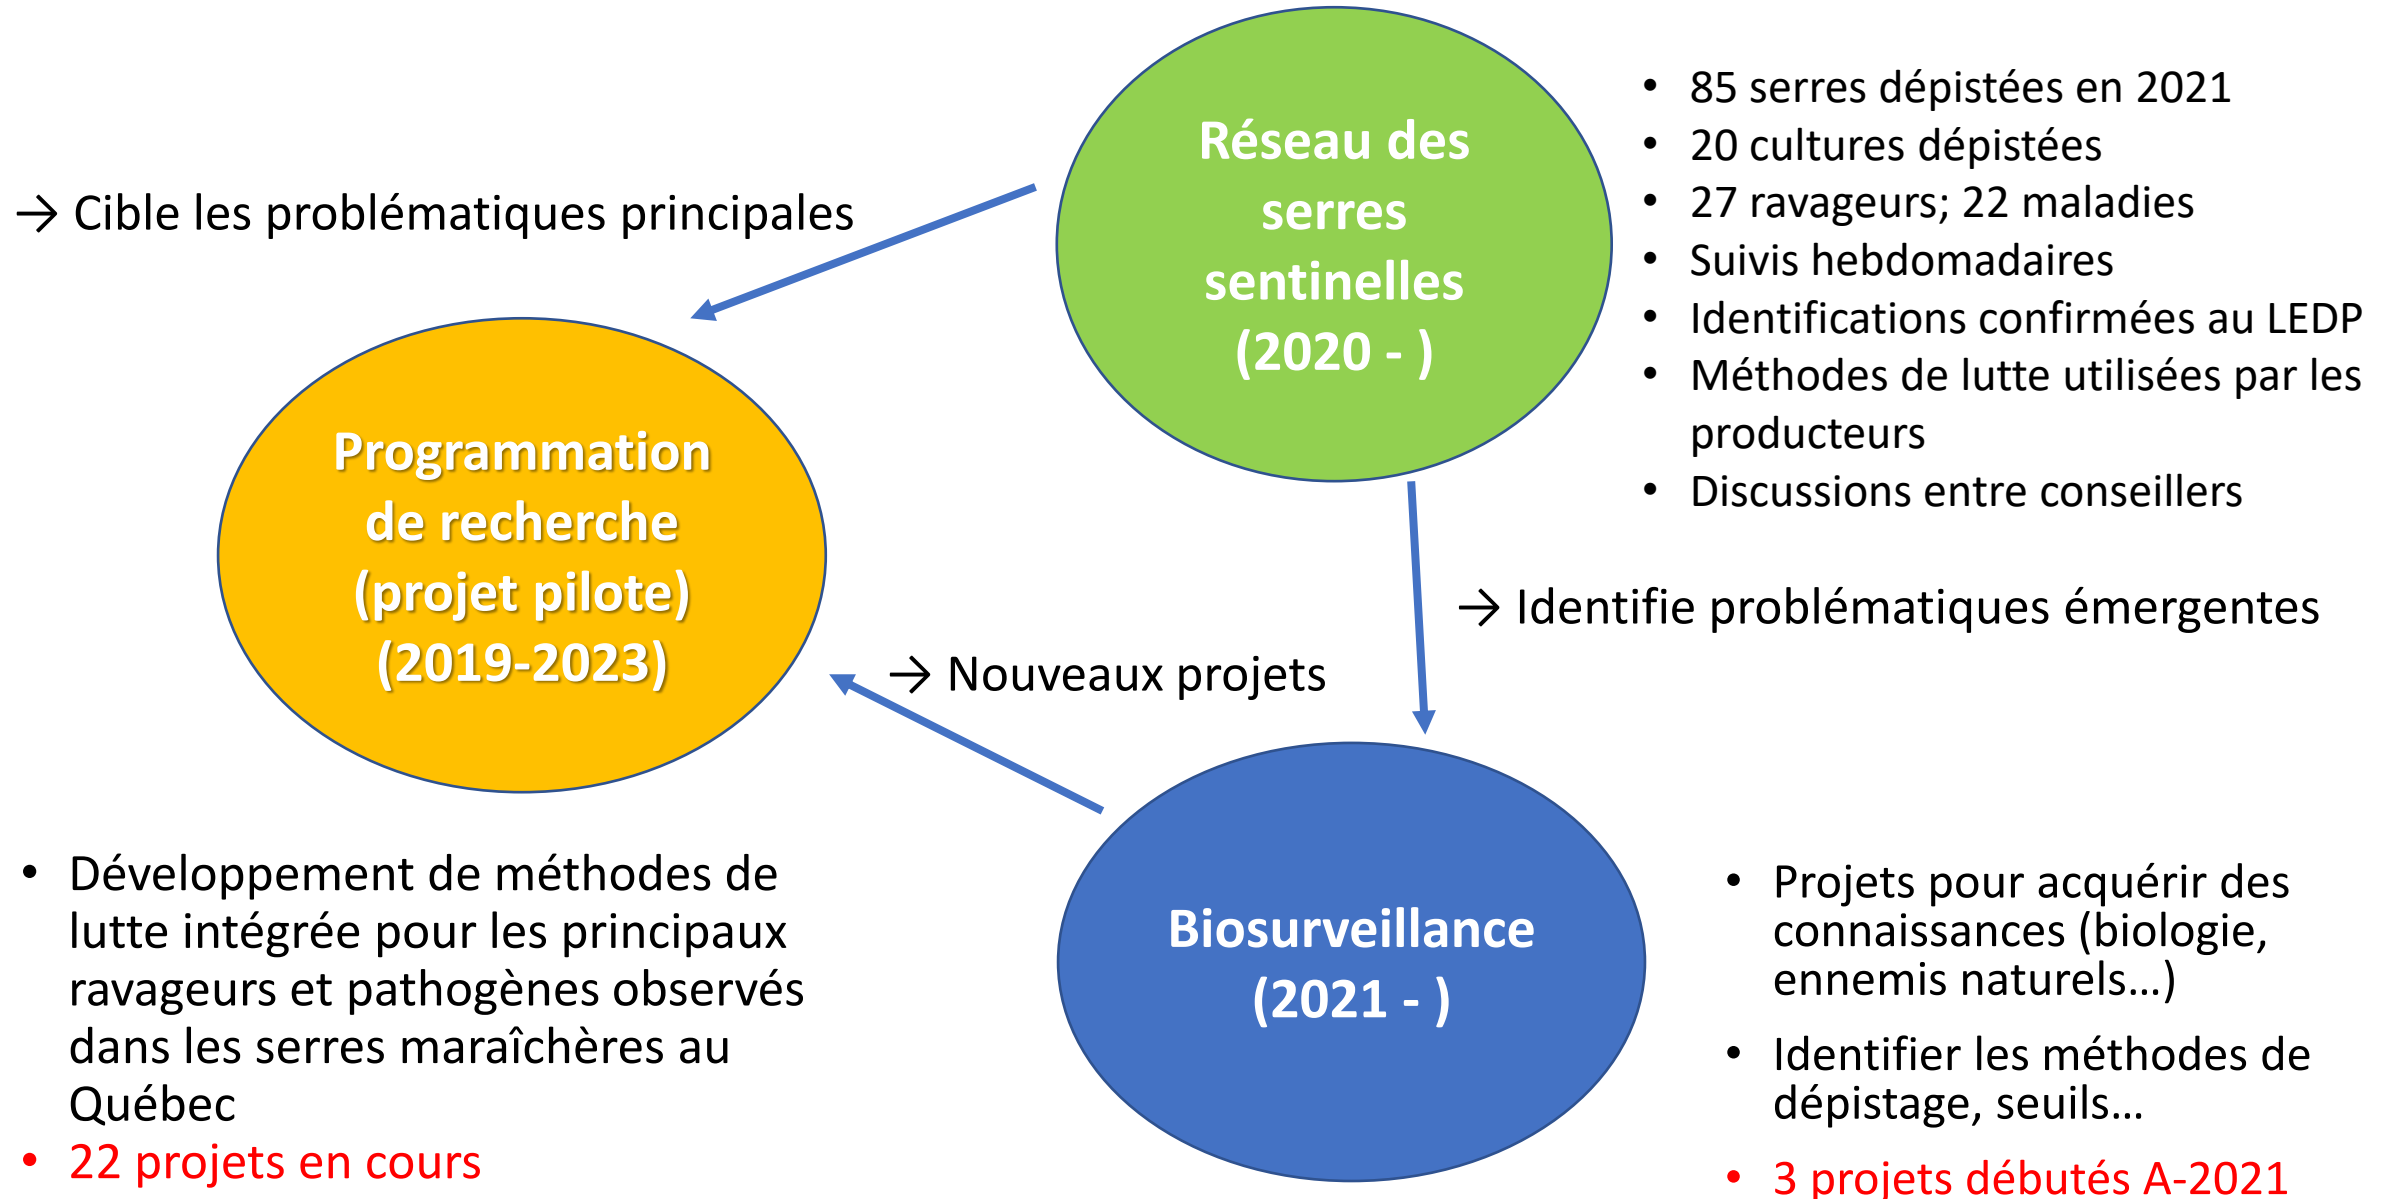 Réseau des
serres
sentinelles
(2020 - )
• 85 serres dépistées en 2021
• 20 cultures dépistées
• 27 ravageurs; 22 maladies
• Suivis hebdomadaires
• Identifications confirmées au LEDP
• Méthodes de lutte utilisées par les
producteurs
• Discussions entre conseillers
→ Cible les problématiques principales
Programmation
de recherche
(projet pilote)
(2019-2023)
→ Identifie problématiques émergentes
→ Nouveaux projets
• Développement de méthodes de
lutte intégrée pour les principaux
ravageurs et pathogènes observés
dans les serres maraîchères au
Québec
• 22 projets en cours
Biosurveillance
(2021 - )
• Projets pour acquérir des
connaissances (biologie,
ennemis naturels…)
• Identifier les méthodes de
dépistage, seuils…
• 3 projets débutés A-2021